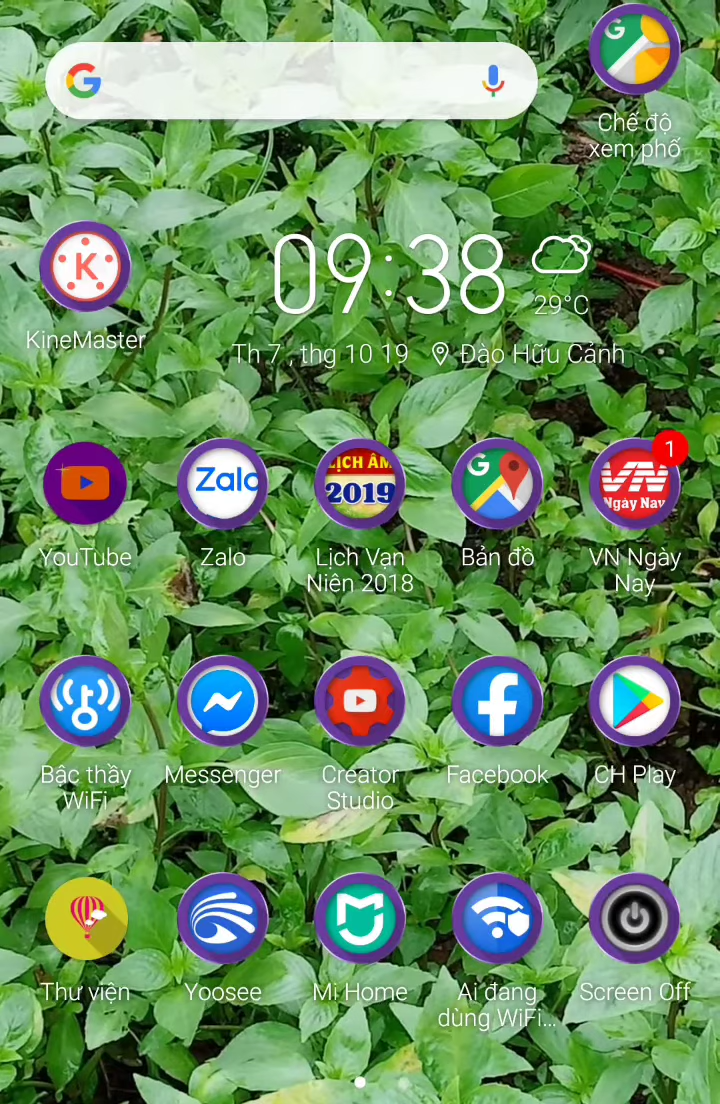 G
G
Chế độ
xem phố
K
KineMaster
09:38
29°C
Th 7 , thg 10 19
Đào Hữu Cảnh
Zalo
LỊCH ÂM
2019
G
1
VN
Ngày Nay
YouTube
Zalo
Lịch Vạn
Niên 2018
Bản đồ
VN Ngày
Nay
f
Bậc thầy
WiFi
Messenger
Creator
Studio
Facebook
CH Play
Thư viện
Yoosee
Mi Home
Ai đang
dùng WiFi...
Screen Off